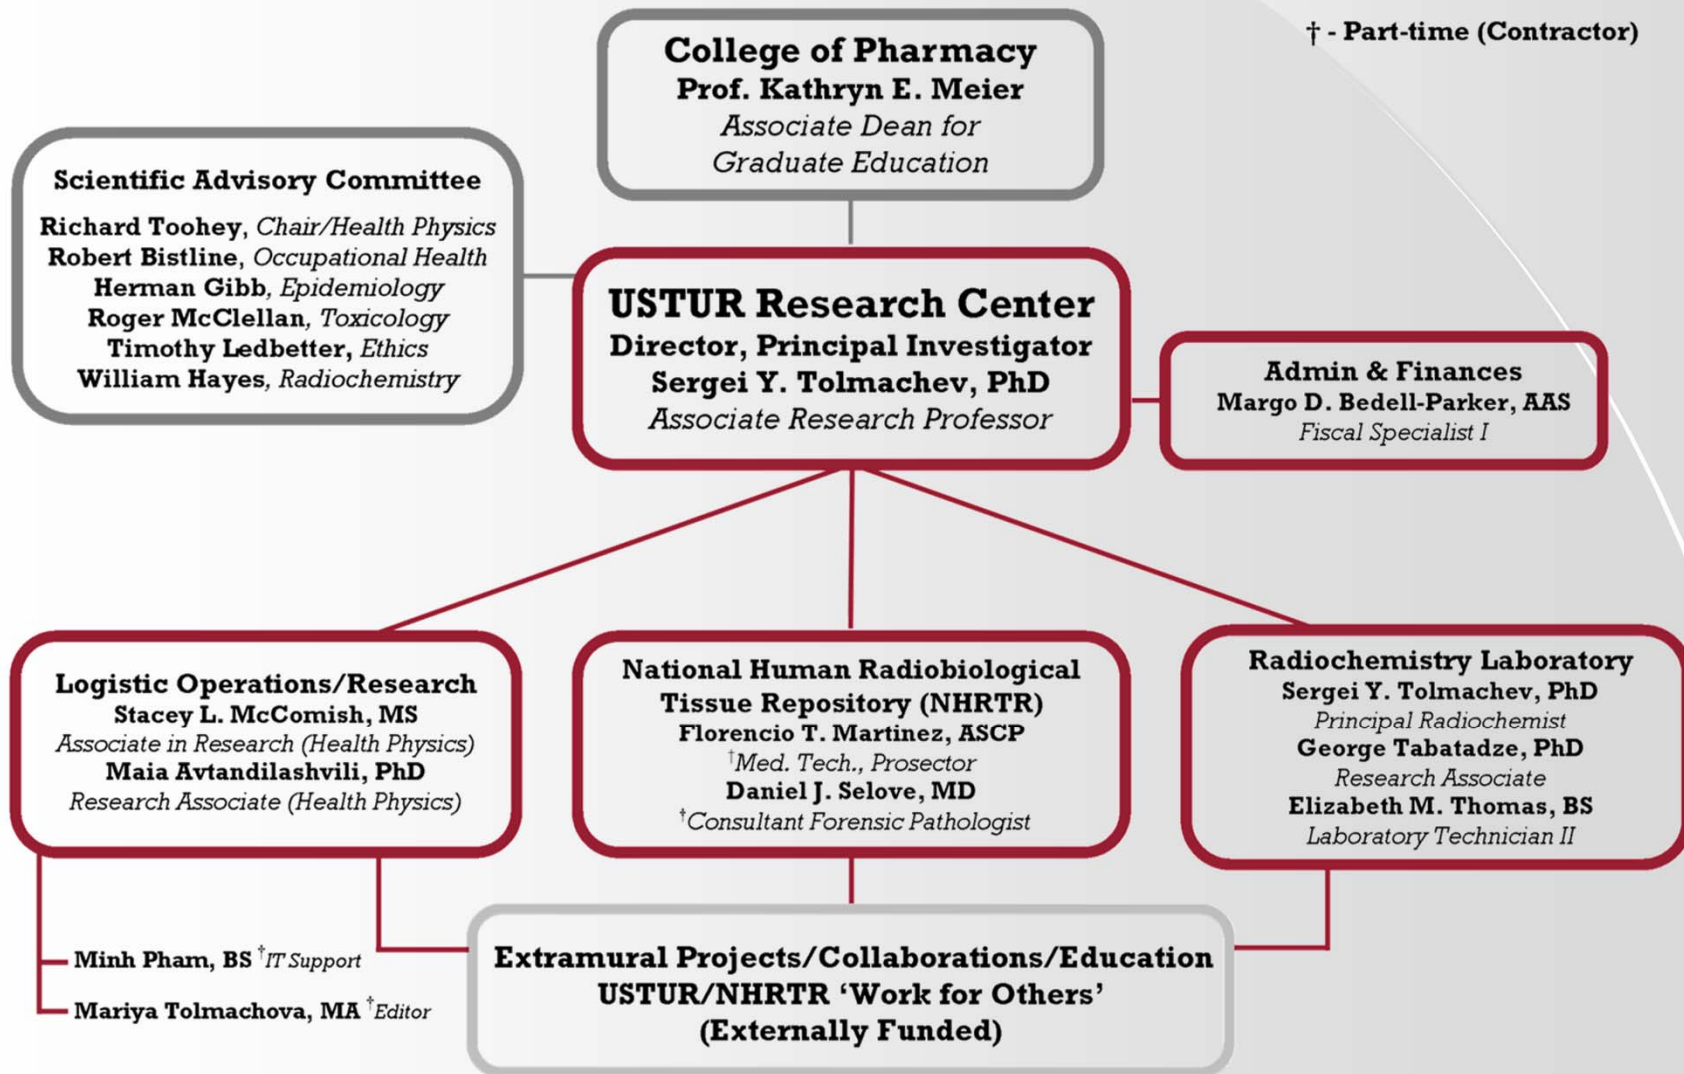 † - Part-time (Contractor)
College of Pharmacy
Prof. Kathryn E. Meier
Associate Dean for
Graduate Education
Scientific Advisory Committee
Richard Toohey, Chair/Health Physics
Robert Bistline, Occupational Health
Herman Gibb, Epidemiology
Roger McClellan, Toxicology
Timothy Ledbetter, Ethics
William Hayes, Radiochemistry
USTUR Research Center
Director, Principal Investigator
Sergei Y. Tolmachev, PhD
Associate Research Professor
Admin & Finances
Margo D. Bedell-Parker, AAS
Fiscal Specialist I
Logistic Operations/Research
Stacey L. McComish, MS
Associate in Research (Health Physics)
Maia Avtandilashvili, PhD
Research Associate (Health Physics)
National Human Radiobiological
Tissue Repository (NHRTR)
Florencio T. Martinez, ASCP
†Med. Tech., Prosector
Daniel J. Selove, MD
†Consultant Forensic Pathologist
Radiochemistry Laboratory
Sergei Y. Tolmachev, PhD
Principal Radiochemist
George Tabatadze, PhD
Research Associate
Elizabeth M. Thomas, BS
Laboratory Technician II
Minh Pham, BS †IT Support
Mariya Tolmachova, MA †Editor
Extramural Projects/Collaborations/Education
USTUR/NHRTR ‘Work for Others’
(Externally Funded)